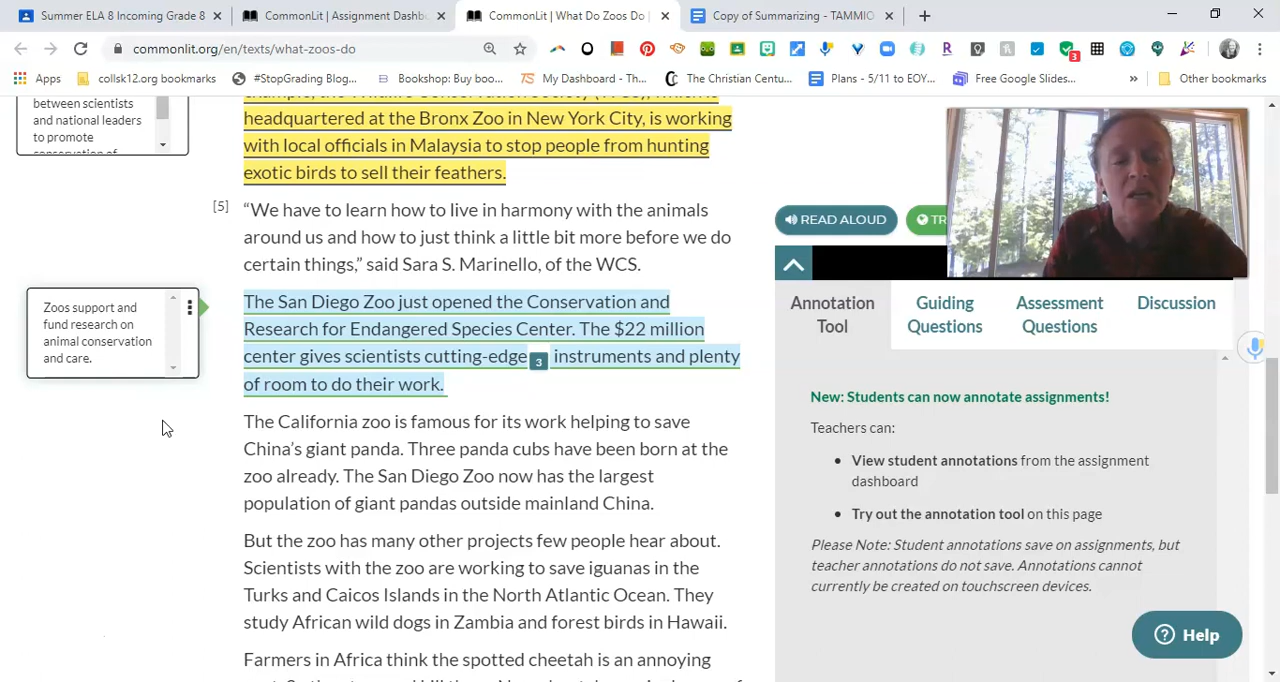 Summer ELA 8 Incoming Grade 8
CommonLit | Assignment Dashb
CommonLit | What Do Zoos Do
Copy of Summarizing - TAMMIO
commonlit.org/en/texts/what-zoos-do
3
Apps
collsk12.org bookmarks
#StopGrading Blog...
Bookshop: Buy boo...
My Dashboard - Th...
The Christian Centu...
Plans - 5/11 to EOY...
Free Google Slides...
»
Other bookmarks
between scientists
and national leaders
to promote
headquartered at the Bronx Zoo in New York City, is working
with local officials in Malaysia to stop people from hunting
exotic birds to sell their feathers.
[5]
“We have to learn how to live in harmony with the animals
around us and how to just think a little bit more before we do
certain things,” said Sara S. Marinello, of the WCS.
Zoos support and
fund research on
animal conservation
and care.
The San Diego Zoo just opened the Conservation and
Research for Endangered Species Center. The $22 million
center gives scientists cutting-edge 3 instruments and plenty
of room to do their work.
The California zoo is famous for its work helping to save
China’s giant panda. Three panda cubs have been born at the
zoo already. The San Diego Zoo now has the largest
population of giant pandas outside mainland China.
But the zoo has many other projects few people hear about.
Scientists with the zoo are working to save iguanas in the
Turks and Caicos Islands in the North Atlantic Ocean. They
study African wild dogs in Zambia and forest birds in Hawaii.
Farmers in Africa think the spotted cheetah is an annoying
READ ALOUD
TR
Annotation
Tool
Guiding
Questions
Assessment
Questions
Discussion
New: Students can now annotate assignments!
Teachers can:
• View student annotations from the assignment
dashboard
• Try out the annotation tool on this page
Please Note: Student annotations save on assignments, but
teacher annotations do not save. Annotations cannot
currently be created on touchscreen devices.
Help